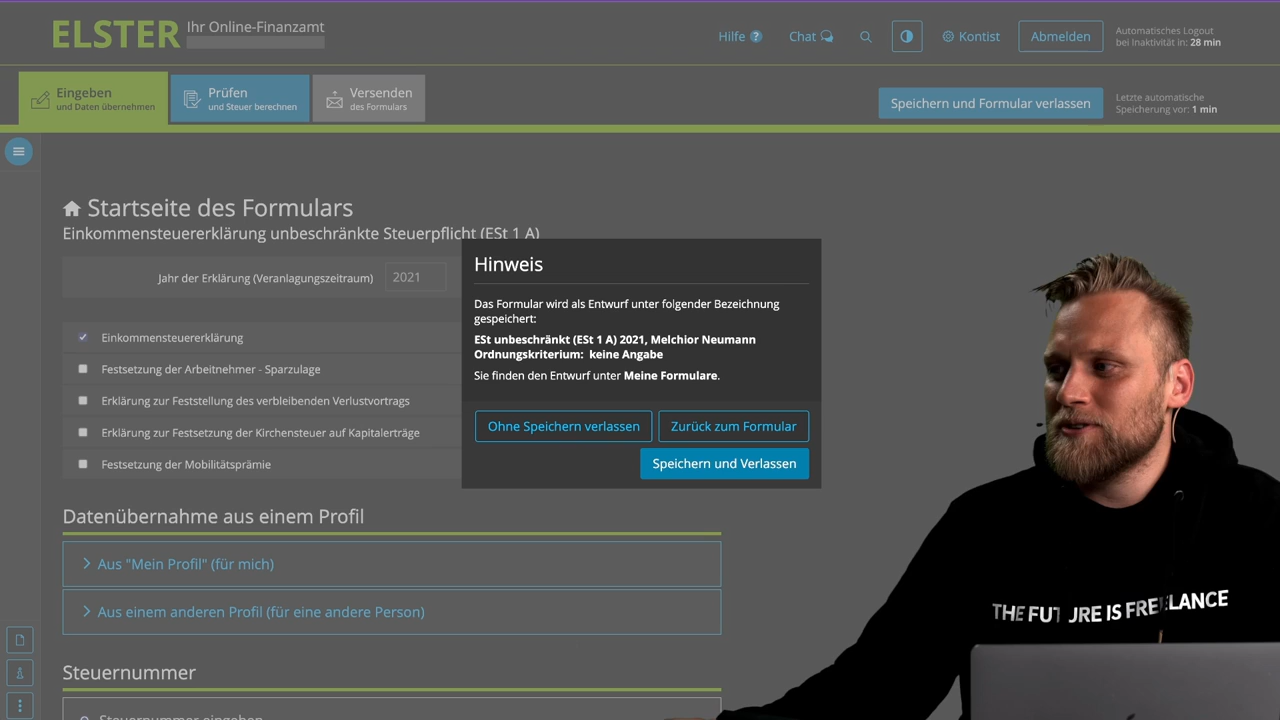 ELSTER
Ihr Online-Finanzamt
Hilfe ?
Chat
Kontist
Abmelden
Automatisches Logout
bei Inaktivität in: 28 min
Eingeben
und Daten übernehmen
Prüfen
und Steuer berechnen
Versenden
des Formulars
Speichern und Formular verlassen
Letzte automatische
Speicherung vor: 1 min
Startseite des Formulars
Einkommensteuererklärung unbeschränkte Steuerpflicht (ESt 1 A)
Jahr der Erklärung (Veranlagungszeitraum) 2021
Einkommensteuererklärung
Festsetzung der Arbeitnehmer - Sparzulage
Erklärung zur Feststellung des verbleibenden Verlustvortrags
Erklärung zur Festsetzung der Kirchensteuer auf Kapitalerträge
Festsetzung der Mobilitätsprämie
Hinweis
Das Formular wird als Entwurf unter folgender Bezeichnung
gespeichert:
ESt unbeschränkt (ESt 1 A) 2021, Melchior Neumann
Ordnungskriterium: keine Angabe
Sie finden den Entwurf unter Meine Formulare.
Ohne Speichern verlassen
Zurück zum Formular
Speichern und Verlassen
Datenübernahme aus einem Profil
Aus "Mein Profil" (für mich)
Aus einem anderen Profil (für eine andere Person)
Steuernummer
Steuernummer eingeben
THE FUTURE IS FREELANCE